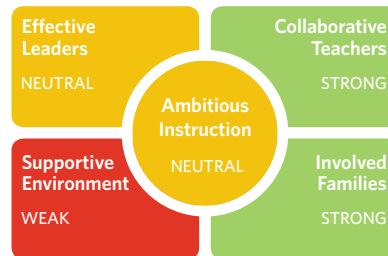 Effective
Leaders
NEUTRAL
Collaborative
Teachers
STRONG
Ambitious
Instruction
NEUTRAL
Supportive
Environment
WEAK
Involved
Families
STRONG